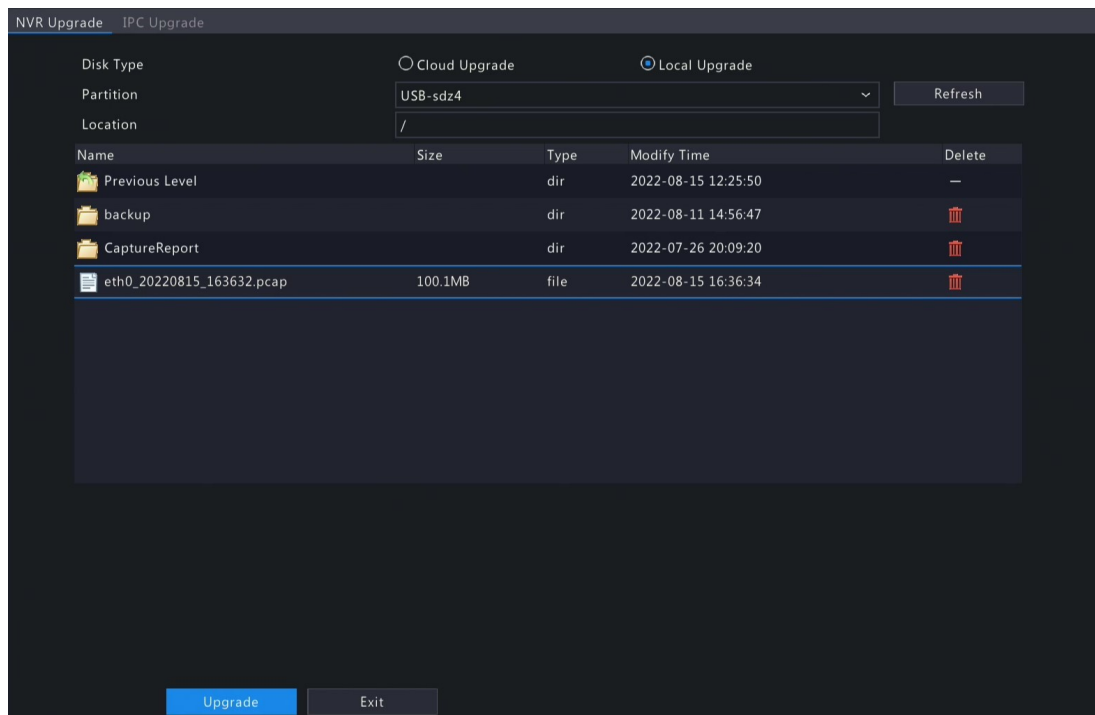 NVR Upgrade IPC Upgrade
Disk Type Cloud Upgrade Local Upgrade
Partition USB-sdz4 Refresh
Location /
Name Size Type Modify Time Delete
Previous Level dir 2022-08-15 12:25:50 —
backup dir 2022-08-11 14:56:47
CaptureReport dir 2022-07-26 20:09:20
eth0_20220815_163632.pcap 100.1MB file 2022-08-15 16:36:34
Upgrade Exit